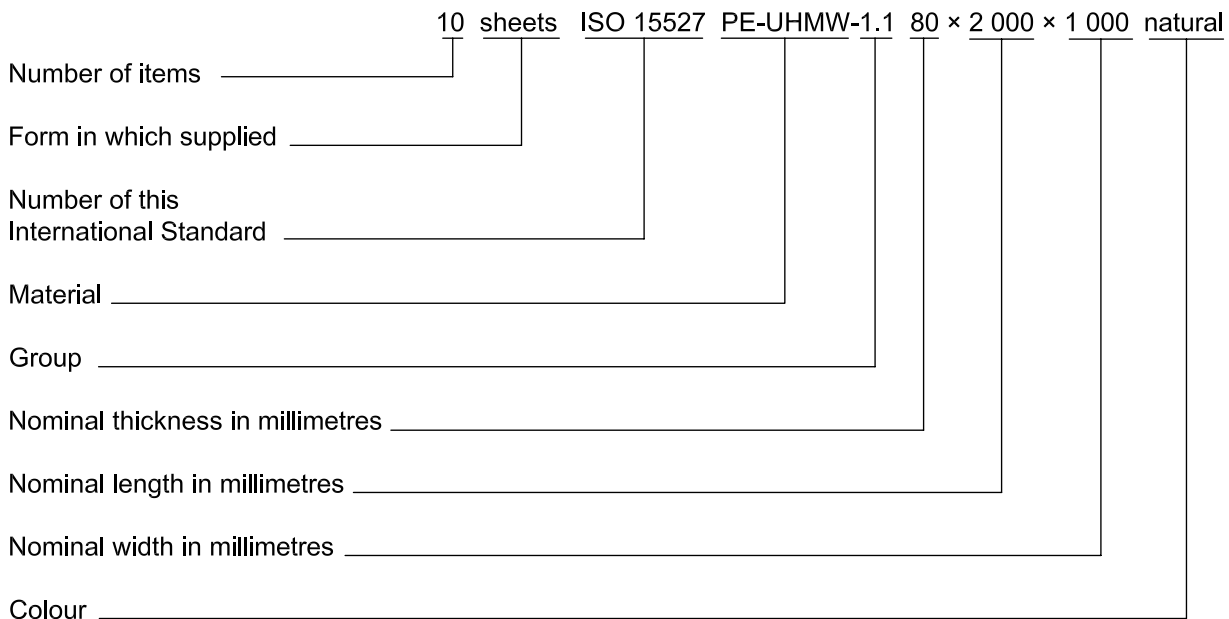 10 sheets ISO 15527 PE-UHMW-1.1 80 × 2 000 × 1 000 natural
Number of items
Form in which supplied
Number of this
International Standard
Material
Group
Nominal thickness in millimetres
Nominal length in millimetres
Nominal width in millimetres
Colour